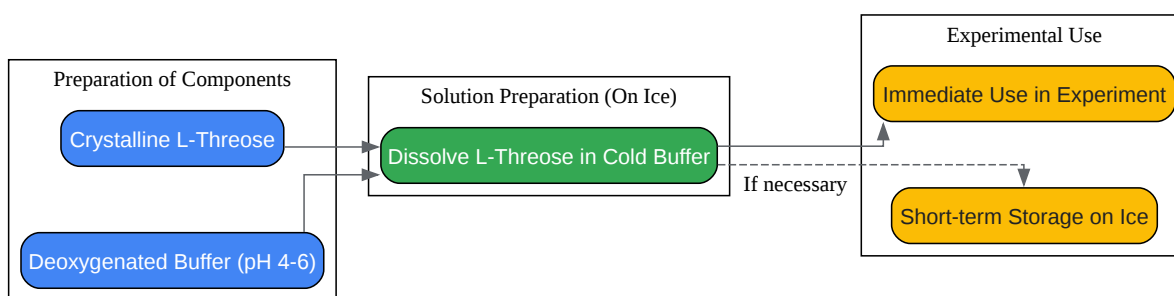 Preparation of Components
Crystalline L-Threose
Deoxygenated Buffer (pH 4-6)
Solution Preparation (On Ice)
Dissolve L-Threose in Cold Buffer
If necessary
Experimental Use
Immediate Use in Experiment
Short-term Storage on Ice